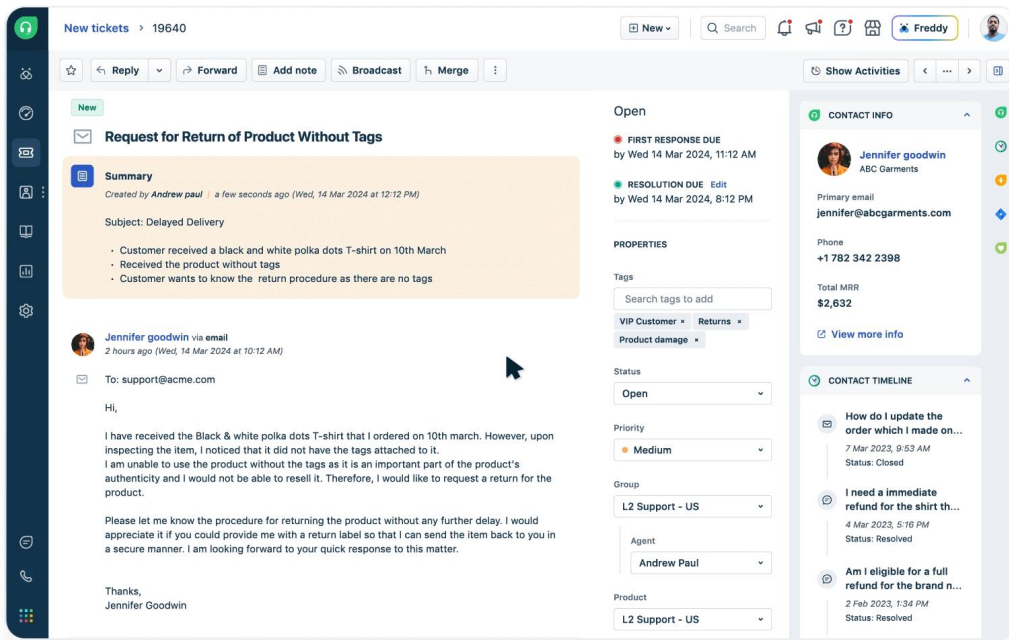 New tickets > 19640
New
Search
Freddy
Reply
Forward
Add note
Broadcast
Merge
Show Activities
New
Request for Return of Product Without Tags
Summary
Created by Andrew paul | a few seconds ago (Wed, 14 Mar 2024 at 12:12 PM)
Subject: Delayed Delivery
• Customer received a black and white polka dots T-shirt on 10th March
• Received the product without tags
• Customer wants to know the return procedure as there are no tags
Jennifer goodwin via email
2 hours ago (Wed, 14 Mar 2024 at 10:12 AM)
To: support@acme.com
Hi,
I have received the Black & white polka dots T-shirt that I ordered on 10th march. However, upon
inspecting the item, I noticed that it did not have the tags attached to it.
I am unable to use the product without the tags as it is an important part of the product's
authenticity and I would not be able to resell it. Therefore, I would like to request a return for the
product.
Please let me know the procedure for returning the product without any further delay. I would
appreciate it if you could provide me with a return label so that I can send the item back to you in
a secure manner. I am looking forward to your quick response to this matter.
Thanks,
Jennifer Goodwin
Open
FIRST RESPONSE DUE
by Wed 14 Mar 2024, 11:12 AM
RESOLUTION DUE Edit
by Wed 14 Mar 2024, 8:12 PM
PROPERTIES
Tags
Search tags to add
VIP Customer × Returns ×
Product damage ×
Status
Open
Priority
Medium
Group
L2 Support - US
Agent
Andrew Paul
Product
L2 Support - US
CONTACT INFO
Jennifer goodwin
ABC Garments
Primary email
jennifer@abcgarments.com
Phone
+1 782 342 2398
Total MRR
$2,632
View more info
CONTACT TIMELINE
How do I update the
order which I made on...
7 Mar 2023, 9:53 AM
Status: Closed
I need a immediate
refund for the shirt th...
4 Mar 2023, 5:16 PM
Status: Resolved
Am I eligible for a full
refund for the brand n...
2 Feb 2023, 1:34 PM
Status: Resolved